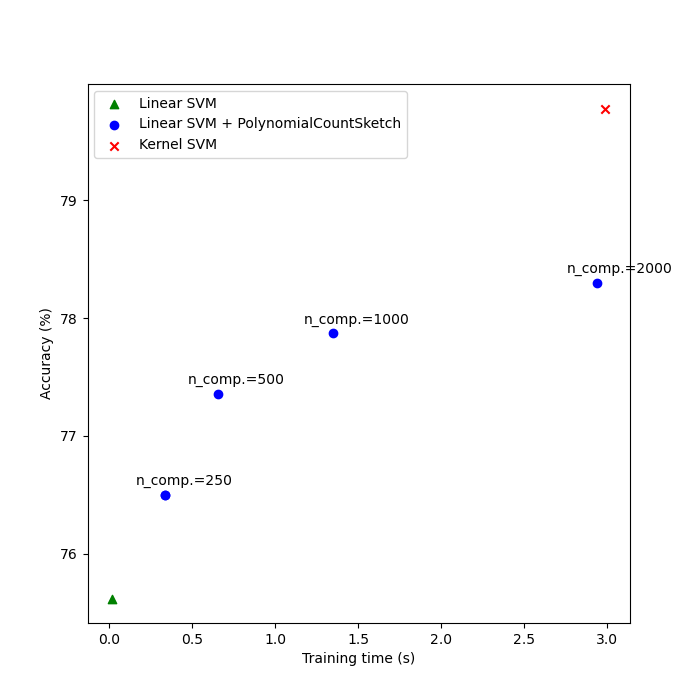 Linear SVM
Linear SVM + PolynomialCountSketch
Kernel SVM
79
n_comp.=2000
78
n_comp.=1000
n_comp.=500
77
n_comp.=250
76
Accuracy (%)
0.0 0.5 1.0 1.5 2.0 2.5 3.0
Training time (s)